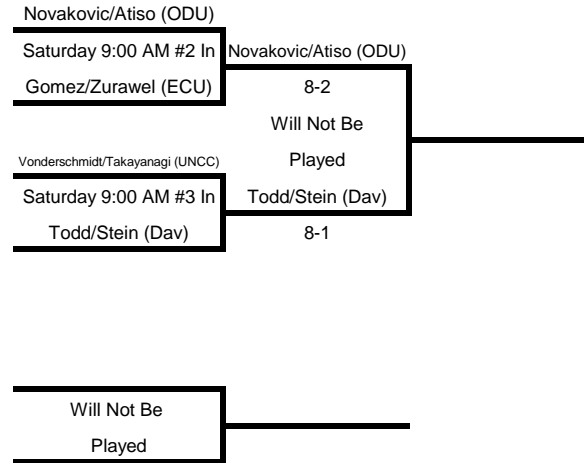 Novakovic/Atiso (ODU)
Saturday 9:00 AM #2 In
Gomez/Zurawel (ECU)
Novakovic/Atiso (ODU)
8-2
Will Not Be
Played
Vonderschmidt/Takayanagi (UNCC)
Saturday 9:00 AM #3 In
Todd/Stein (Dav)
Todd/Stein (Dav)
8-1
Will Not Be
Played